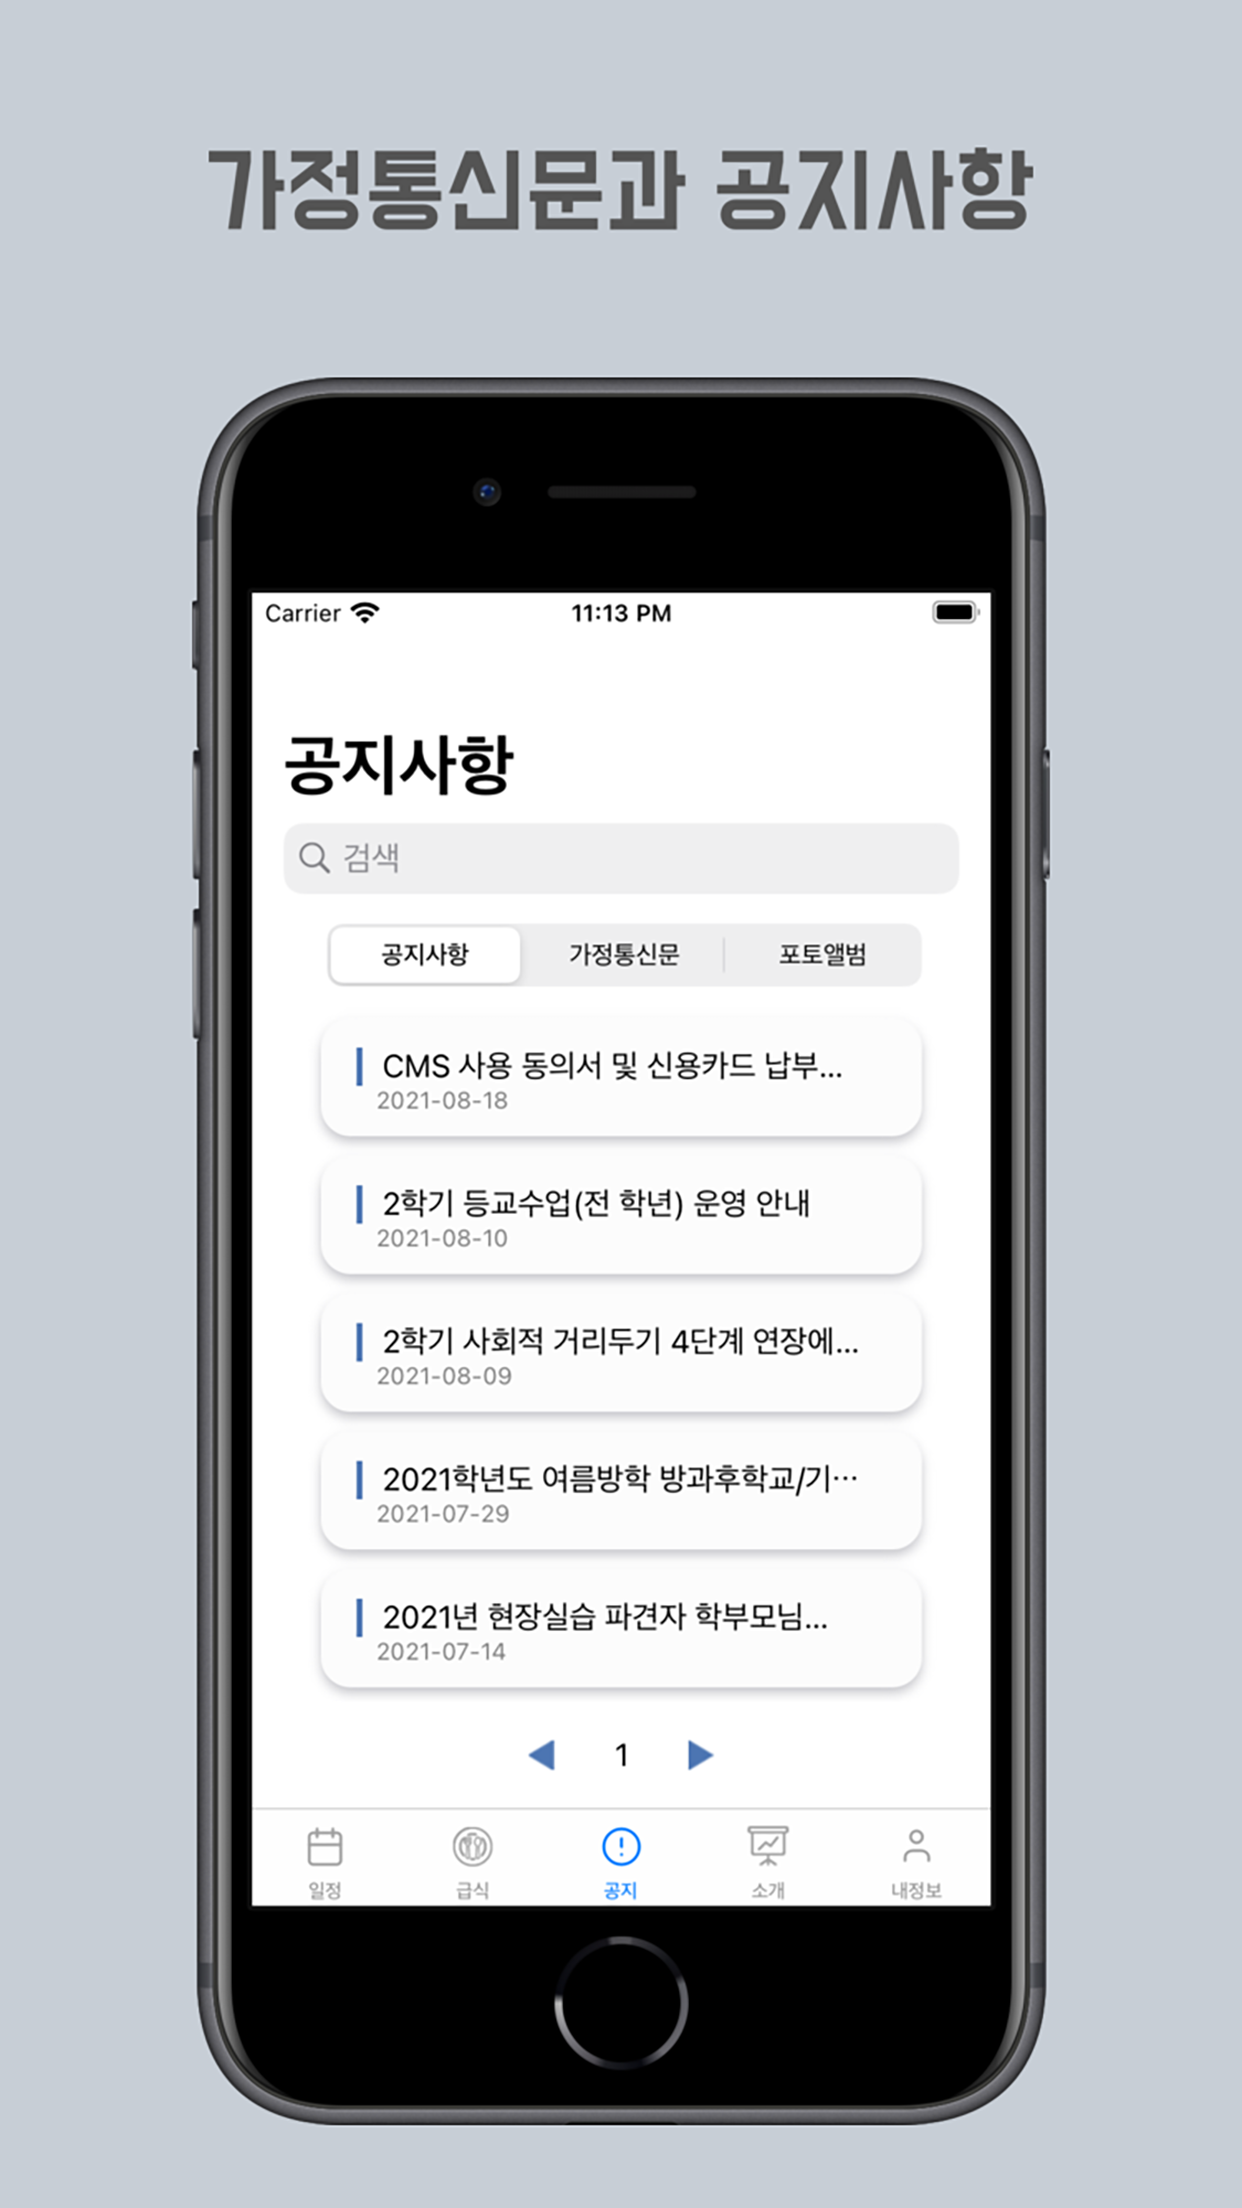 가정통신문과 공지사항
Carrier 11:13 PM
공지사항
검색
공지사항 가정통신문 포토앨범
CMS 사용 동의서 및 신용카드 납부...
2021-08-18
2학기 등교수업(전 학년) 운영 안내
2021-08-10
2학기 사회적 거리두기 4단계 연장에...
2021-08-09
2021학년도 여름방학 방과후학교/기…
2021-07-29
2021년 현장실습 파견자 학부모님...
2021-07-14
1
일정 급식 공지 소개 내정보